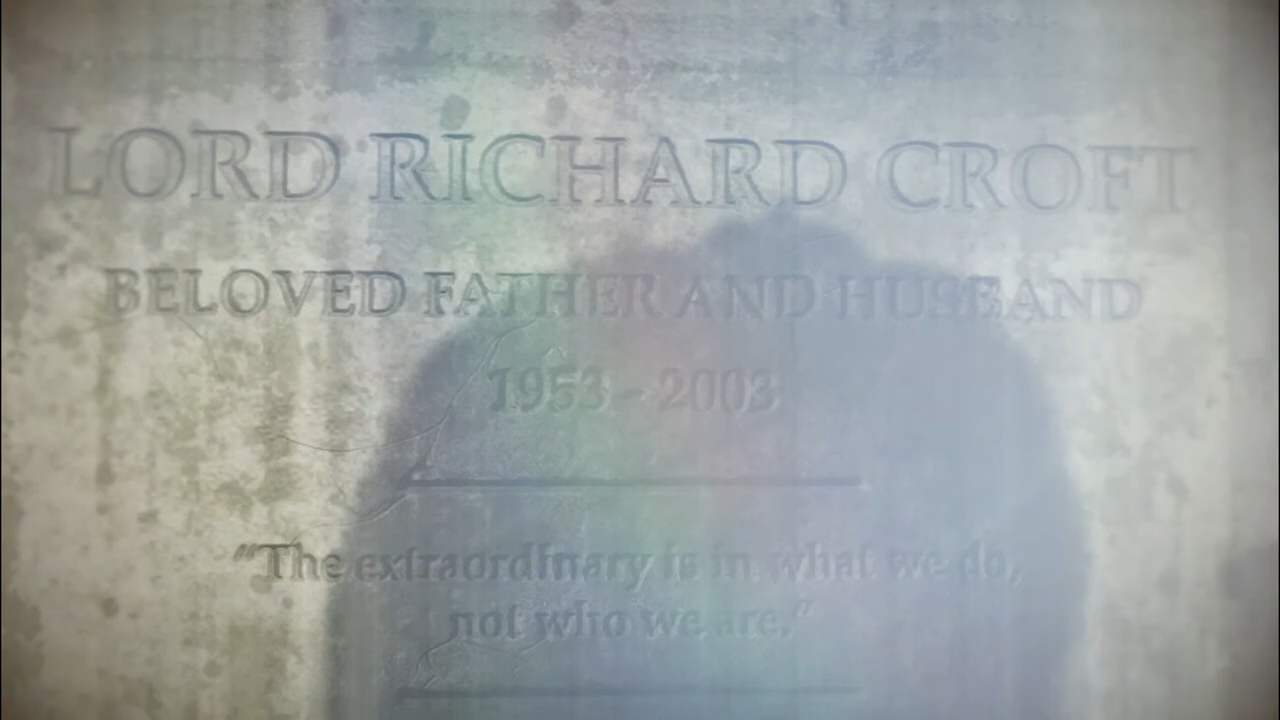 LORD RICHARD CROFT
BELOVED FATHER AND HUSBAND
1953 - 2003
“The extraordinary is in what we do,
not who we are.”